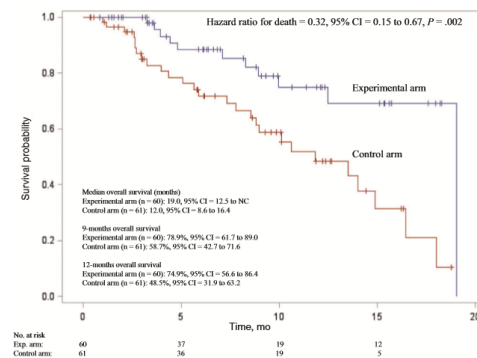 Hazard ratio for death = 0.32, 95% CI = 0.15 to 0.67, P = .002
1.0
0.8
0.6
0.4
0.2
0.0
Survival probability
Experimental arm
Control arm
Median overall survival (months)
Experimental arm (n = 60): 19.0, 95% CI = 12.5 to NC
Control arm (n = 61): 12.0, 95% CI = 8.6 to 16.4
9-months overall survival
Experimental arm (n = 60): 78.9%, 95% CI = 61.7 to 89.0
Control arm (n = 61): 58.7%, 95% CI = 42.7 to 71.6
12-months overall survival
Experimental arm (n = 60): 74.9%, 95% CI = 56.6 to 86.4
Control arm (n = 61): 48.5%, 95% CI = 31.9 to 63.2
0 5 10 15 20
Time, mo
No. at risk
Exp. arm: 60 37 19 12
Control arm: 61 36 19 5